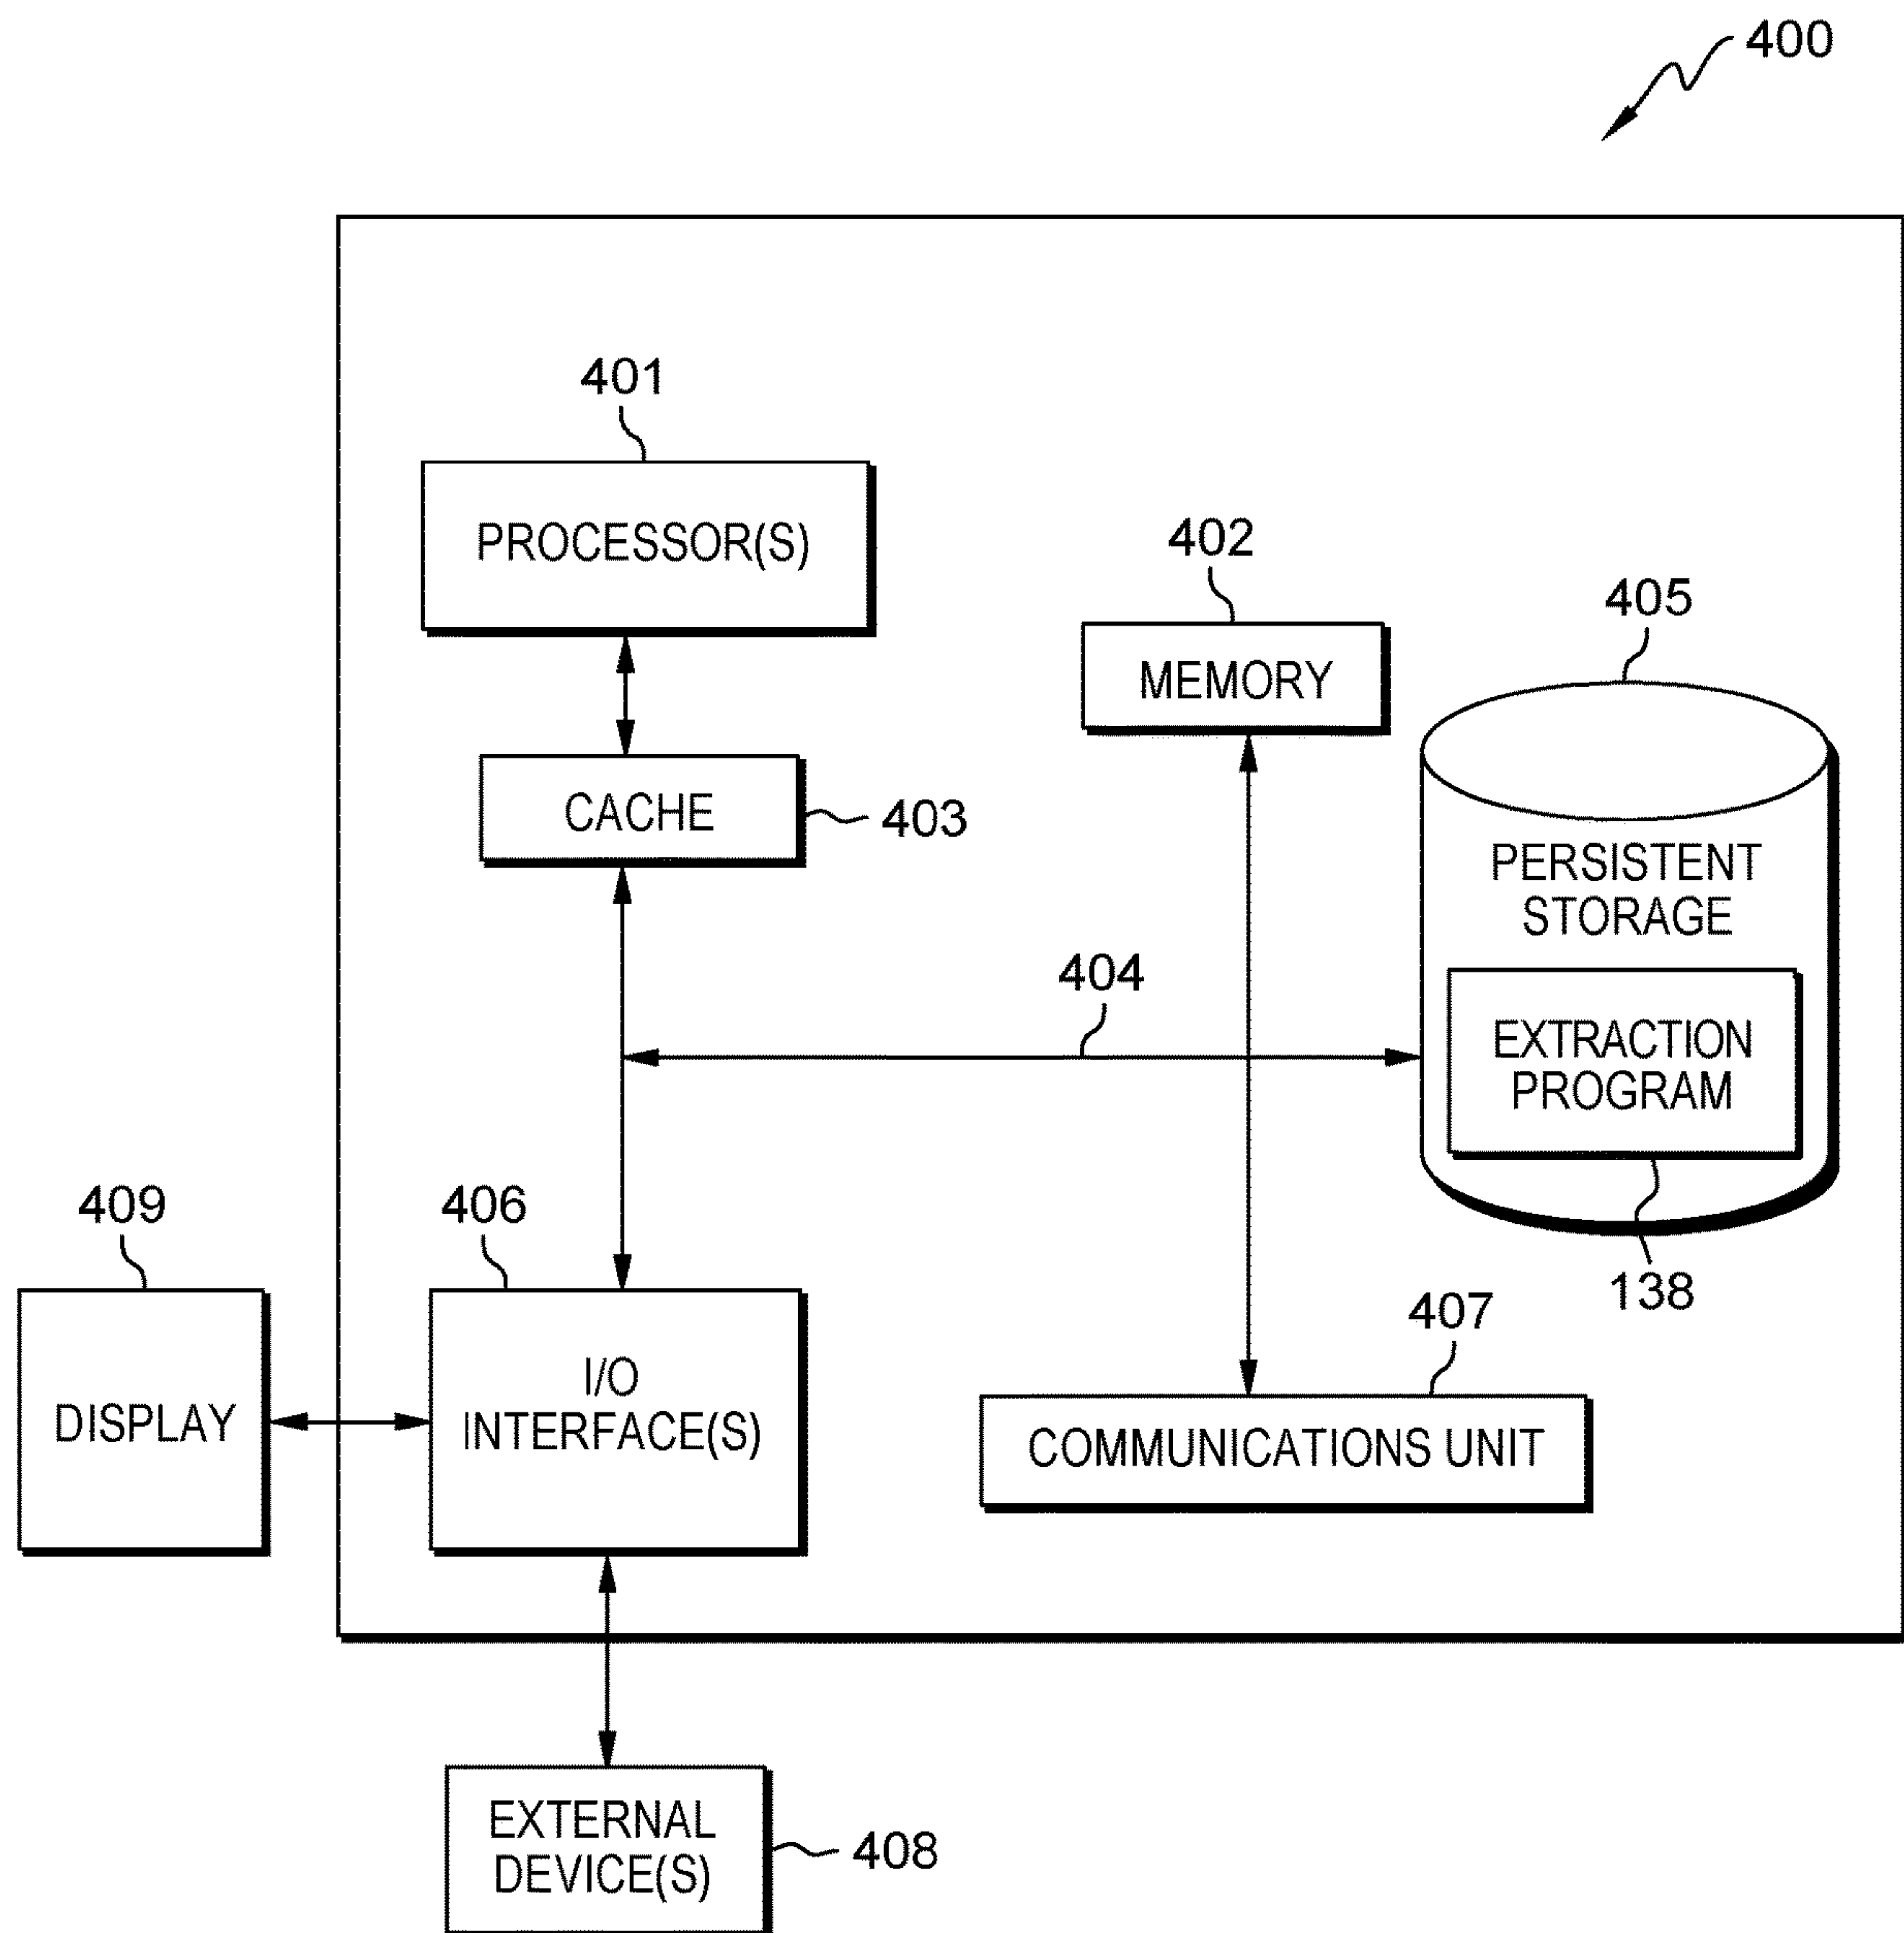 400
401
PROCESSOR(S)
402
MEMORY
405
CACHE
403
PERSISTENT
STORAGE
404
EXTRACTION
PROGRAM
138
409
406
407
DISPLAY
I/O
INTERFACE(S)
COMMUNICATIONS UNIT
EXTERNAL
DEVICE(S)
408